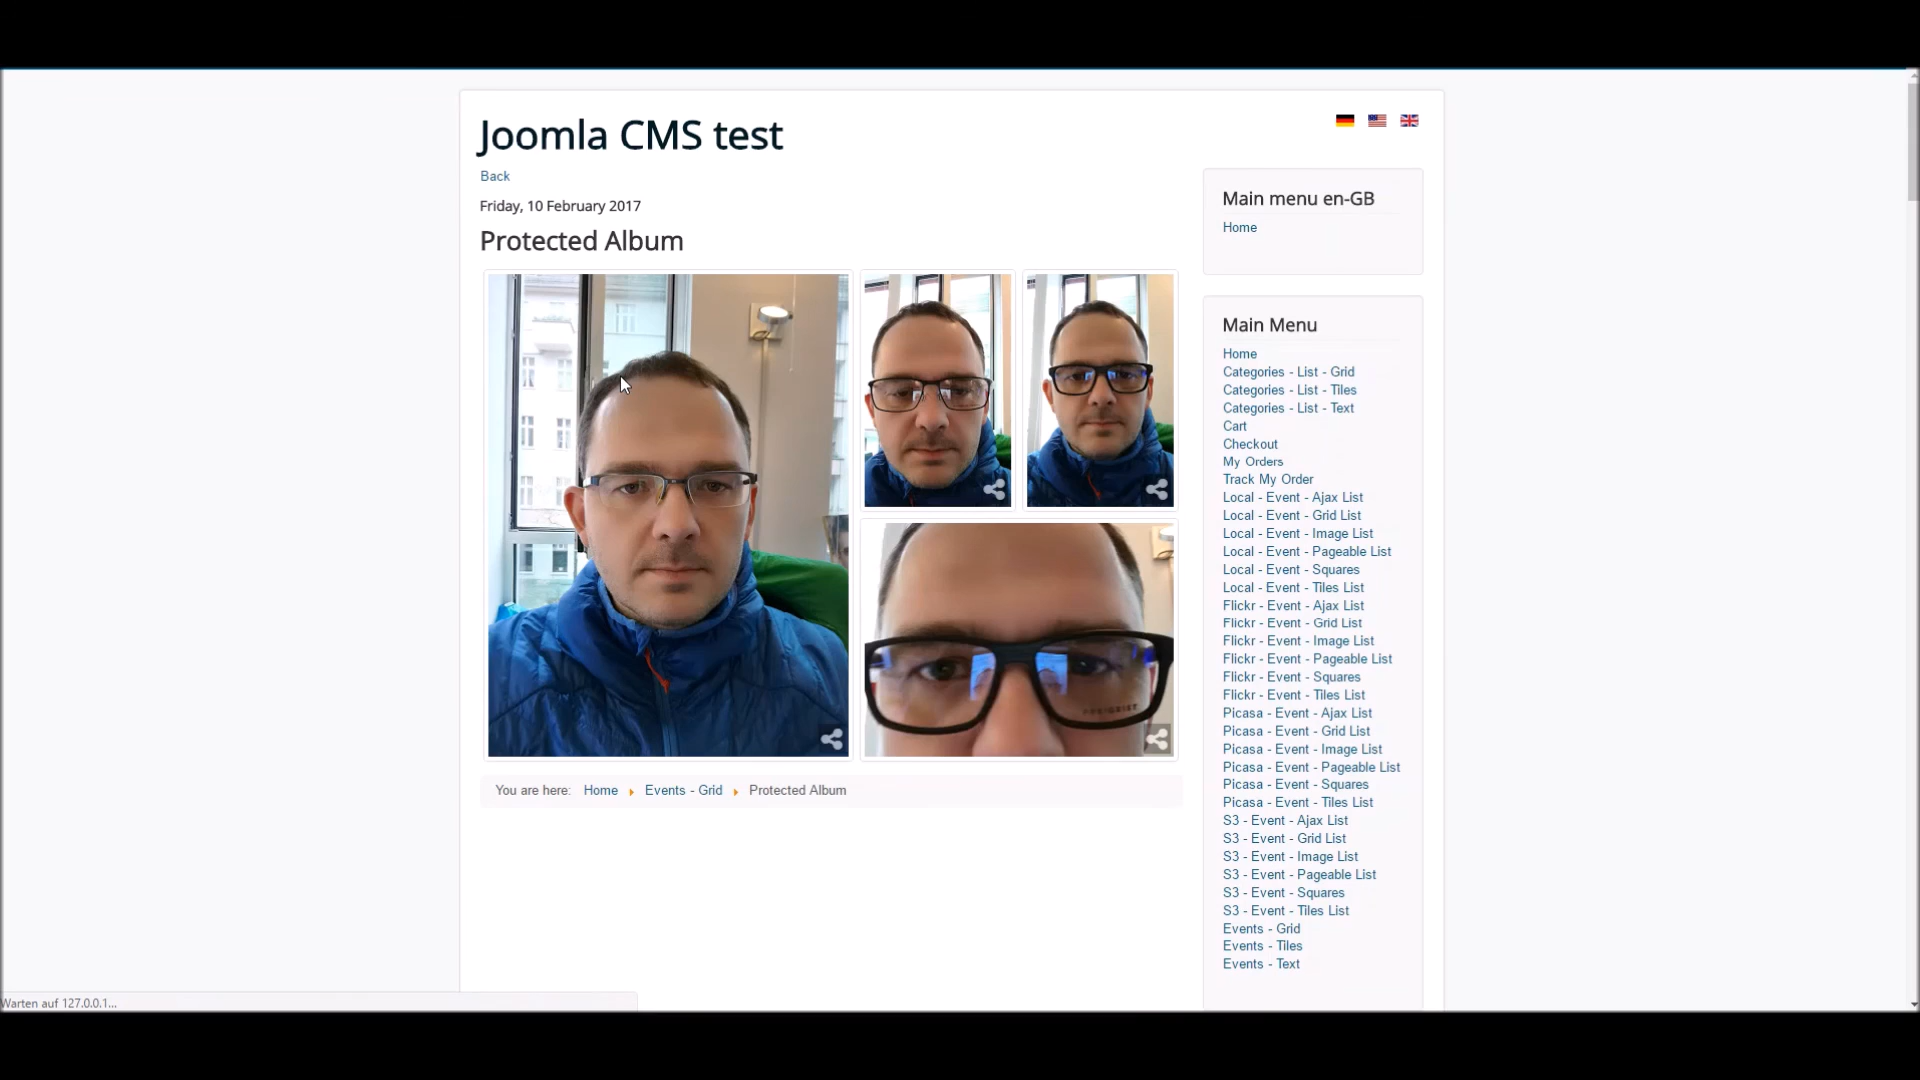 Joomla CMS test
Back
Friday, 10 February 2017
Protected Album
You are here: Home Events - Grid Protected Album
Main menu en-GB
Home
Main Menu
Home
Categories - List - Grid
Categories - List - Tiles
Categories - List - Text
Cart
Checkout
My Orders
Track My Order
Local - Event - Ajax List
Local - Event - Grid List
Local - Event - Image List
Local - Event - Pageable List
Local - Event - Squares
Local - Event - Tiles List
Flickr - Event - Ajax List
Flickr - Event - Grid List
Flickr - Event - Image List
Flickr - Event - Pageable List
Flickr - Event - Squares
Flickr - Event - Tiles List
Picasa - Event - Ajax List
Picasa - Event - Grid List
Picasa - Event - Image List
Picasa - Event - Pageable List
Picasa - Event - Squares
Picasa - Event - Tiles List
S3 - Event - Ajax List
S3 - Event - Grid List
S3 - Event - Image List
S3 - Event - Pageable List
S3 - Event - Squares
S3 - Event - Tiles List
Events - Grid
Events - Tiles
Events - Text
Warten auf 127.0.0.1...